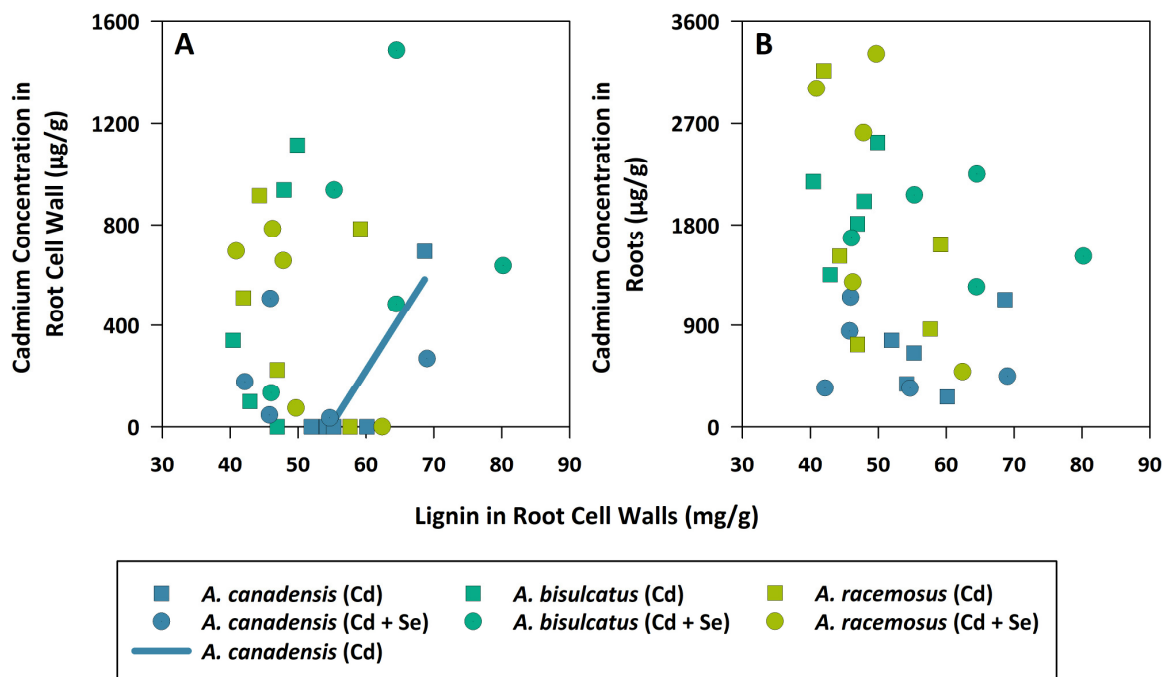 A
B
Cadmium Concentration in
Root Cell Wall (µg/g)
1600
1200
800
400
0
30 40 50 60 70 80 90
Cadmium Concentration in
Roots (µg/g)
3600
2700
1800
900
0
30 40 50 60 70 80 90
Lignin in Root Cell Walls (mg/g)
A. canadensis (Cd) A. bisulcatus (Cd) A. racemosus (Cd)
A. canadensis (Cd + Se) A. bisulcatus (Cd + Se) A. racemosus (Cd + Se)
A. canadensis (Cd)